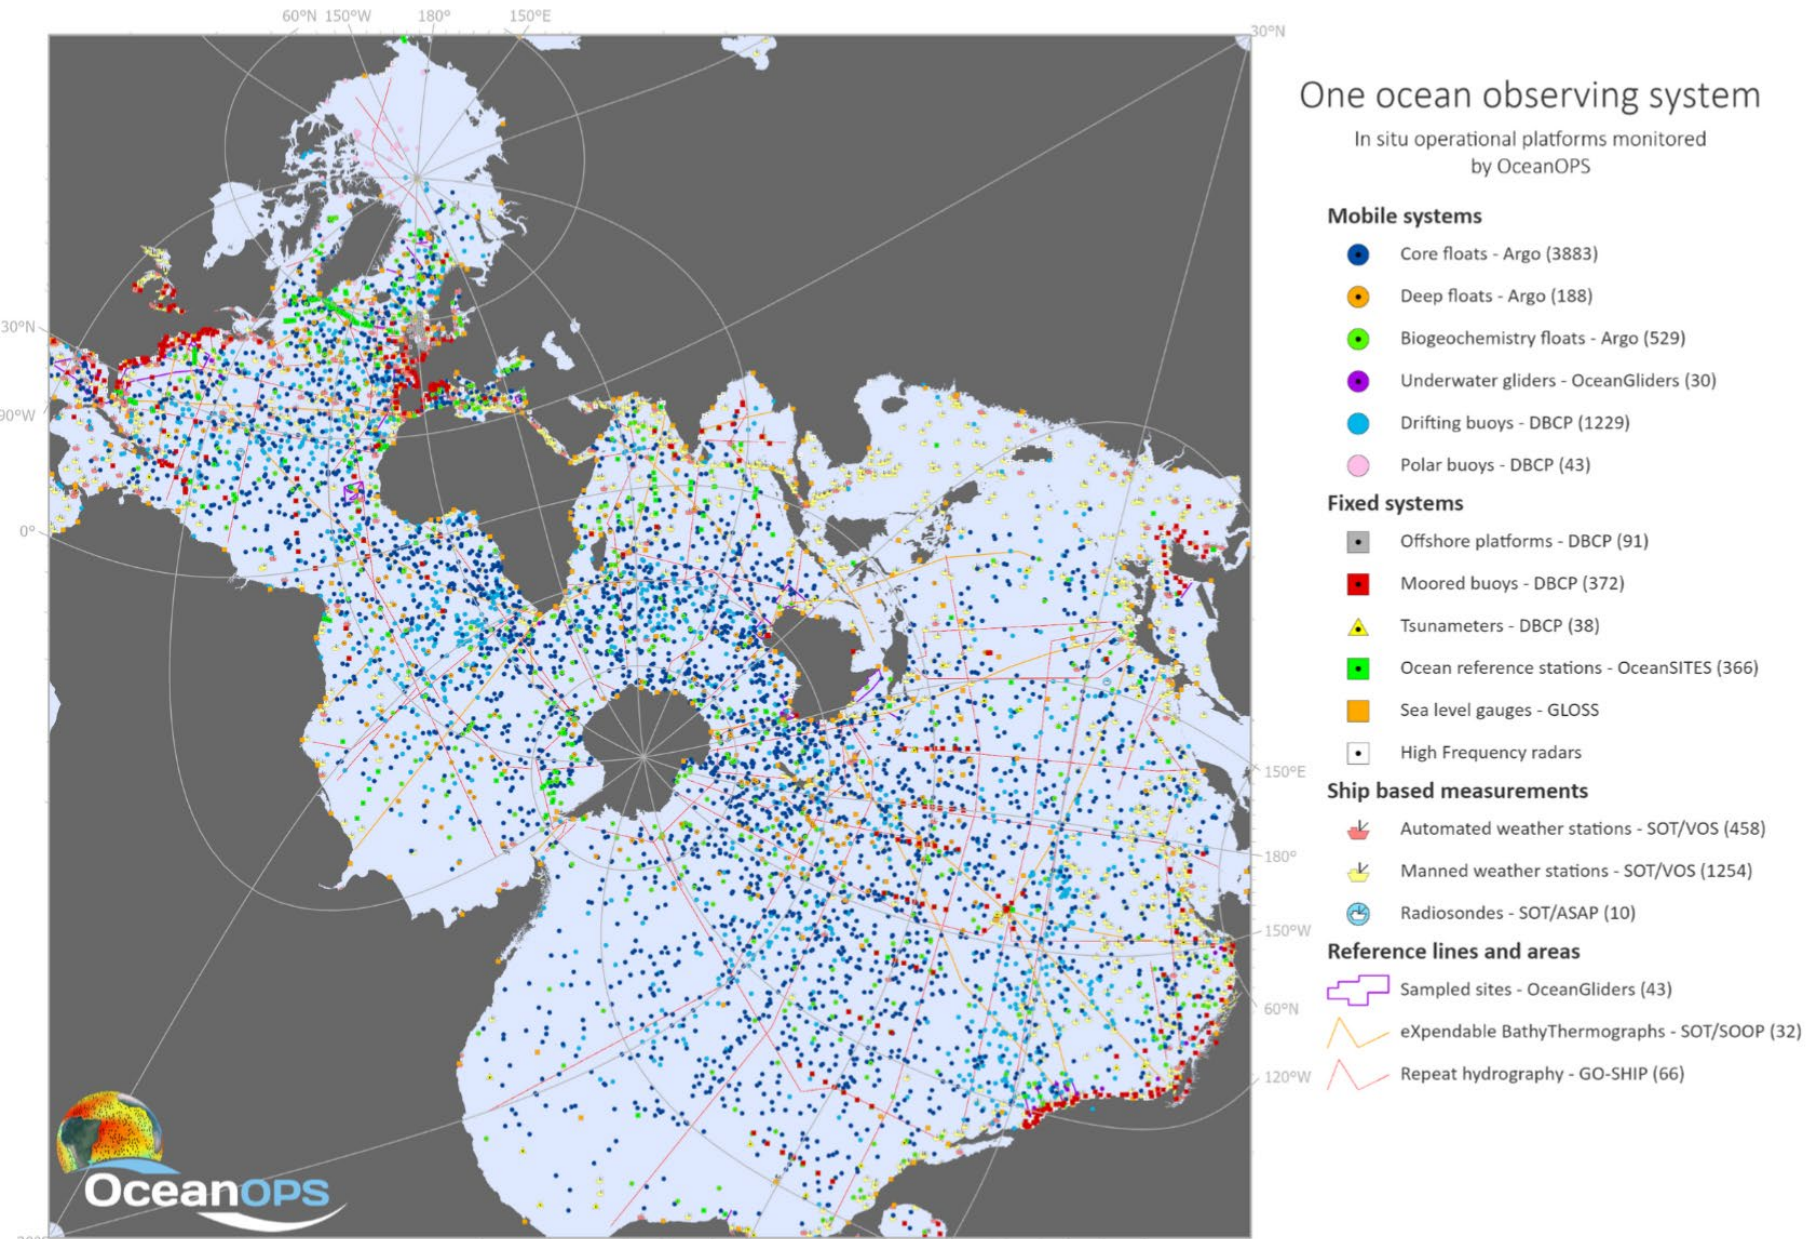 60°N 150°W 180° 150°E
30°N
One ocean observing system
In situ operational platforms monitored
by OceanOPS
Mobile systems
Core floats - Argo (3883)
Deep floats - Argo (188)
Biogeochemistry floats - Argo (529)
Underwater gliders - OceanGliders (30)
Drifting buoys - DBCP (1229)
Polar buoys - DBCP (43)
Fixed systems
Offshore platforms - DBCP (91)
Moored buoys - DBCP (372)
Tsunameters - DBCP (38)
Ocean reference stations - OceanSITES (366)
Sea level gauges - GLOSS
High Frequency radars
Ship based measurements
Automated weather stations - SOT/VOS (458)
Manned weather stations - SOT/VOS (1254)
Radiosondes - SOT/ASAP (10)
Reference lines and areas
Sampled sites - OceanGliders (43)
eXpendable BathyThermographs - SOT/SOOP (32)
Repeat hydrography - GO-SHIP (66)
30°N
90°W
0°
150°E
180°
150°W
60°N
120°W
OceanOPS